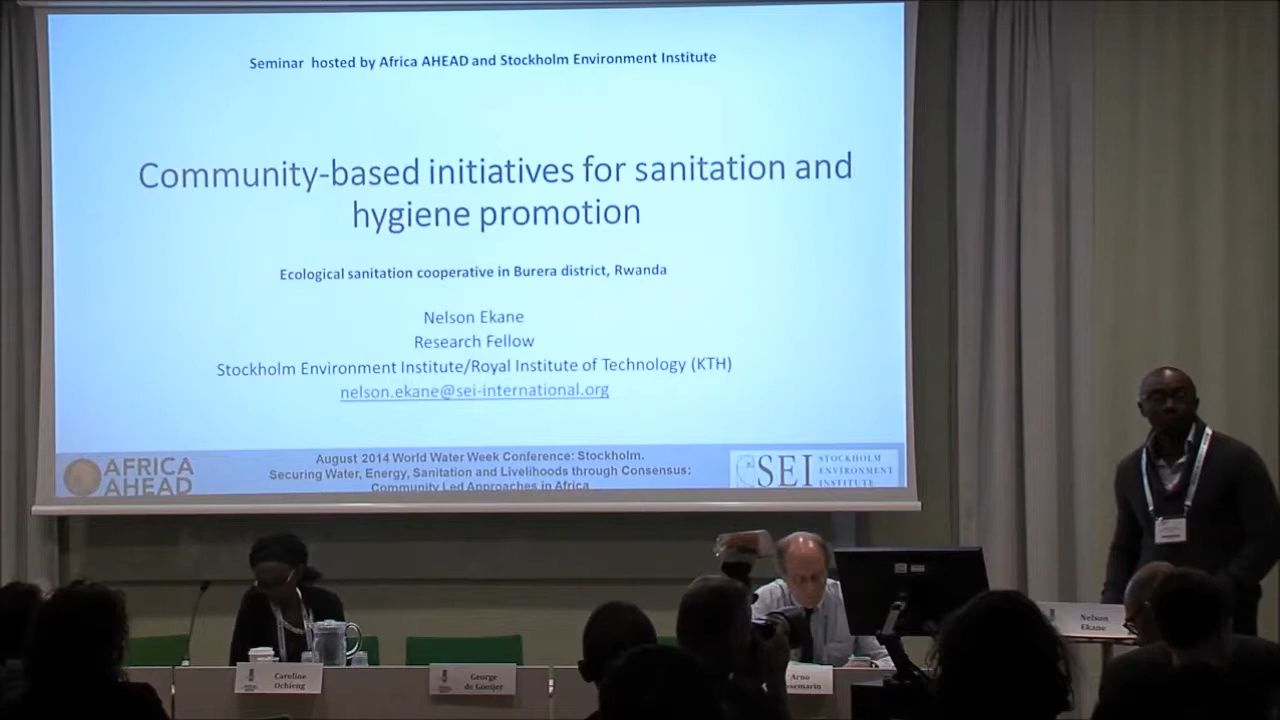 Seminar hosted by Africa AHEAD and Stockholm Environment Institute
Community-based initiatives for sanitation and
hygiene promotion
Ecological sanitation cooperative in Burera district, Rwanda
Nelson Ekane
Research Fellow
Stockholm Environment Institute/Royal Institute of Technology (KTH)
nelson.ekane@sei-international.org
AFRICA
AHEAD
August 2014 World Water Week Conference: Stockholm.
Securing Water, Energy, Sanitation and Livelihoods through Consensus:
Community Led Approaches in Africa
SEI
STOCKHOLM
ENVIRONMENT
INSTITUTE
Caroline
Ochieng
George
de Gooijer
Arno
Nelson
Ekane